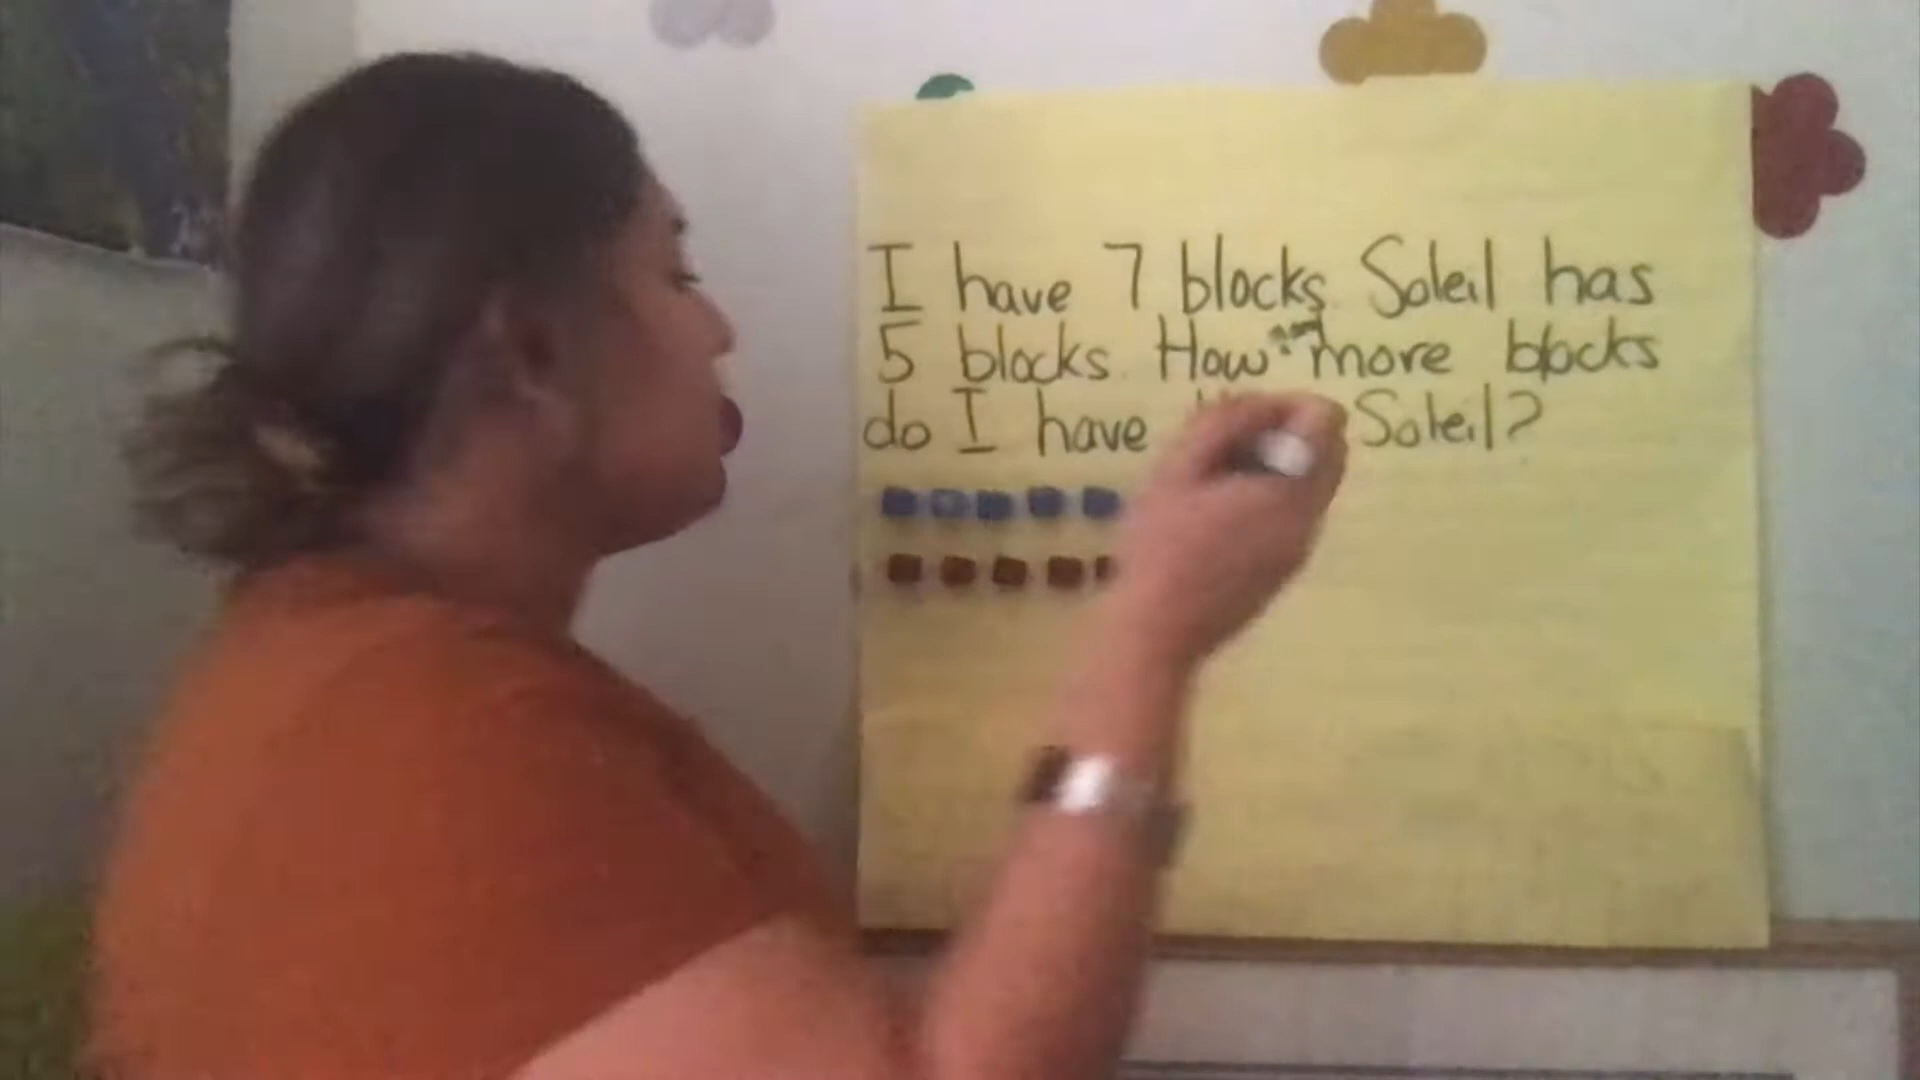 I have 7 blocks. Soleil has
5 blocks. How many more blocks
do I have Soleil?